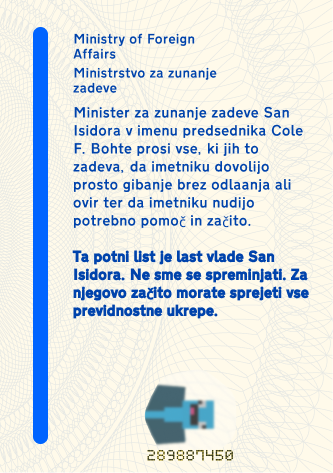 Ministry of Foreign
Affairs
Ministrstvo za zunanje
zadeve
Minister za zunanje zadeve San
Isidora v imenu predsednika Cole
F. Bohte prosi vse, ki jih to
zadeva, da imetniku dovolijo
prosto gibanje brez odlaanja ali
ovir ter da imetniku nudijo
potrebno pomoč in začito.
Ta potni list je last vlade San
Isidora. Ne sme se spreminjati. Za
njegovo začito morate sprejeti vse
previdnostne ukrepe.
289887450